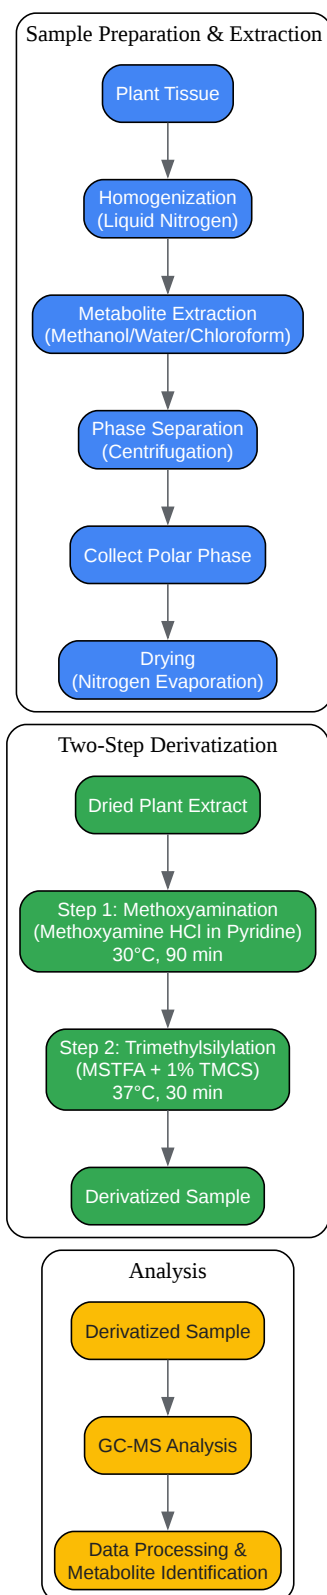 Sample Preparation & Extraction
Plant Tissue
Homogenization
(Liquid Nitrogen)
Metabolite Extraction
(Methanol/Water/Chloroform)
Phase Separation
(Centrifugation)
Collect Polar Phase
Drying
(Nitrogen Evaporation)
Two-Step Derivatization
Dried Plant Extract
Step 1: Methoxyamination
(Methoxyamine HCl in Pyridine)
30°C, 90 min
Step 2: Trimethylsilylation
(MSTFA + 1% TMCS)
37°C, 30 min
Derivatized Sample
Analysis
Derivatized Sample
GC-MS Analysis
Data Processing &
Metabolite Identification